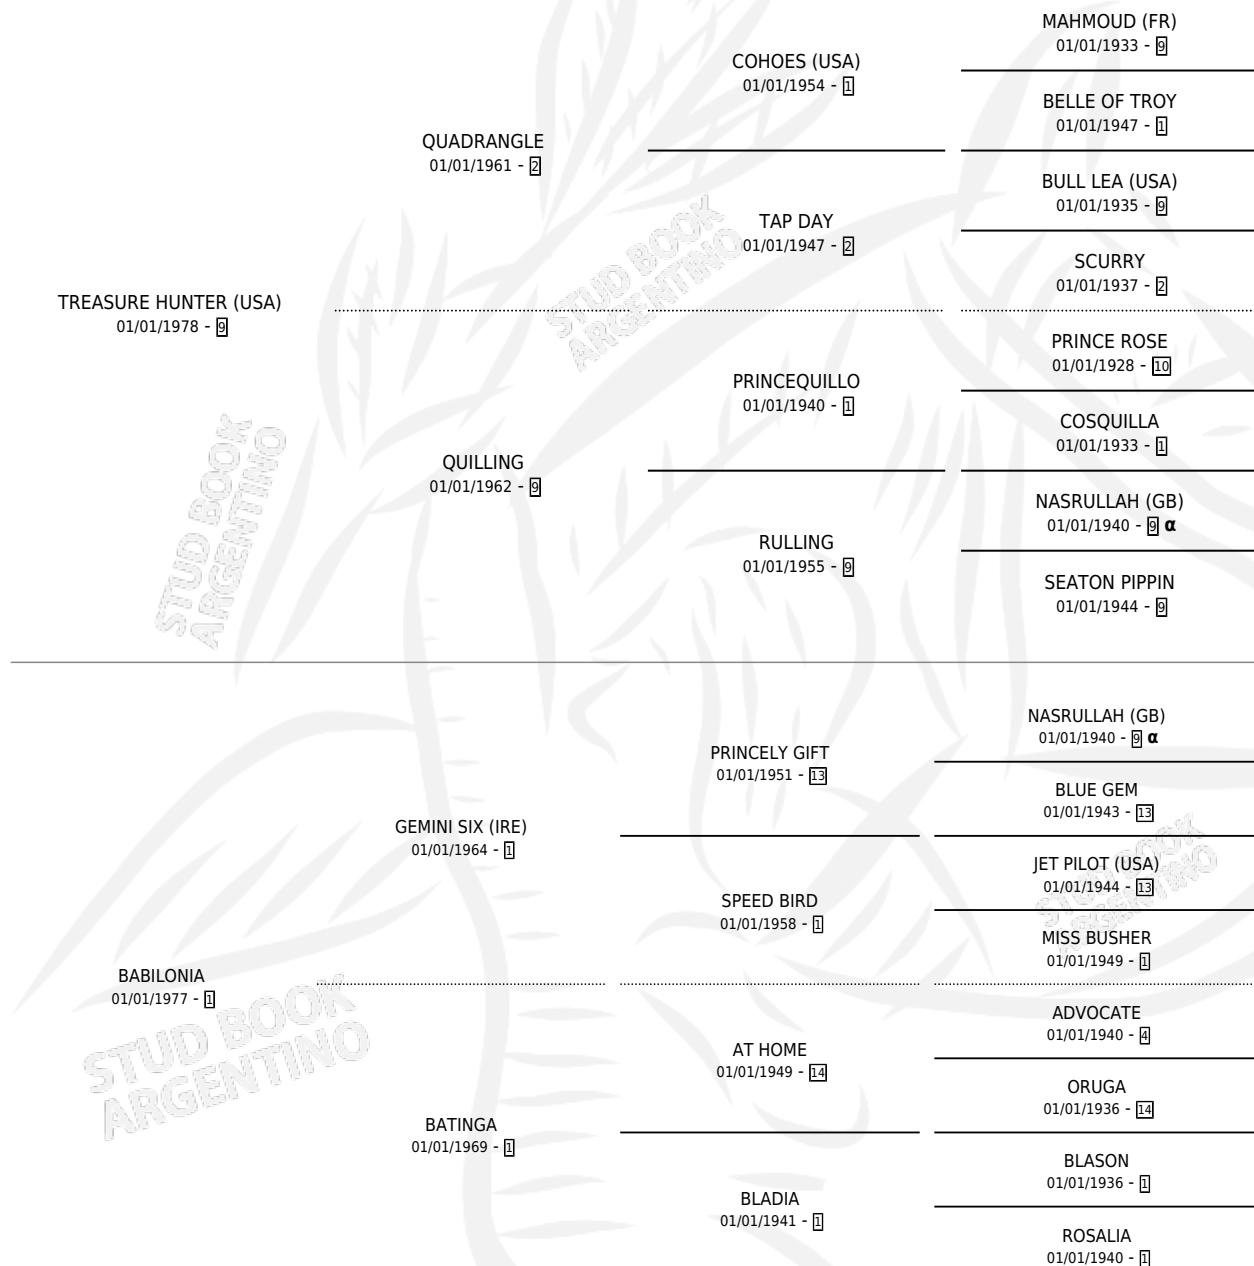 MAHMOUD (FR)
01/01/1933 - 9
COHOES (USA)
01/01/1954 - 1
BELLE OF TROY
01/01/1947 - 1
QUADRANGLE
01/01/1961 - 2
BULL LEA (USA)
01/01/1935 - 9
TAP DAY
01/01/1947 - 2
SCURRY
01/01/1937 - 2
TREASURE HUNTER (USA)
01/01/1978 - 9
PRINCE ROSE
01/01/1928 - 10
PRINCEQUILLO
01/01/1940 - 1
COSQUILLA
01/01/1933 - 1
QUILLING
01/01/1962 - 9
NASRULLAH (GB)
01/01/1940 - 9 α
RULLING
01/01/1955 - 9
SEATON PIPPIN
01/01/1944 - 9
NASRULLAH (GB)
01/01/1940 - 9 α
PRINCELY GIFT
01/01/1951 - 13
BLUE GEM
01/01/1943 - 13
GEMINI SIX (IRE)
01/01/1964 - 1
JET PILOT (USA)
01/01/1944 - 13
SPEED BIRD
01/01/1958 - 1
MISS BUSHER
01/01/1949 - 1
BABILONIA
01/01/1977 - 1
ADVOCATE
01/01/1940 - 4
AT HOME
01/01/1949 - 14
ORUGA
01/01/1936 - 14
BATINGA
01/01/1969 - 1
BLASON
01/01/1936 - 1
BLADIA
01/01/1941 - 1
ROSALIA
01/01/1940 - 1
STUD BOOK
ARGENTINO
STUD BOOK
ARGENTINO
STUD BOOK
ARGENTINO
STUD BOOK
ARGENTINO